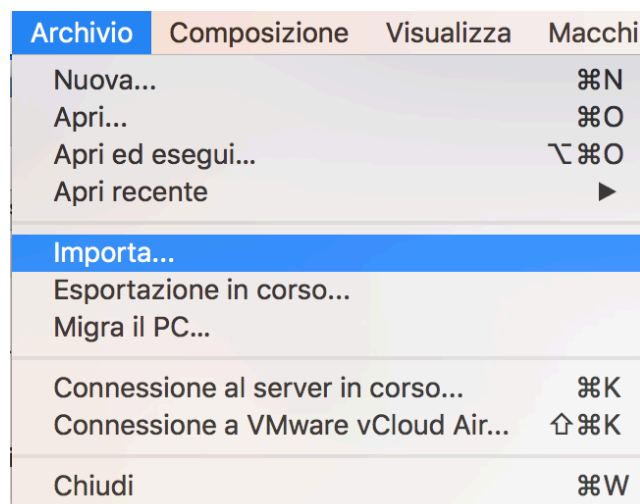 Archivio Composizione Visualizza Macchi
Nuova... ⌘N
Apri... ⌘O
Apri ed esegui... ⌥⌘O
Apri recente ▶
Importa...
Esportazione in corso...
Migra il PC...
Connessione al server in corso... ⌘K
Connessione a VMware vCloud Air... ⇧⌘K
Chiudi ⌘W